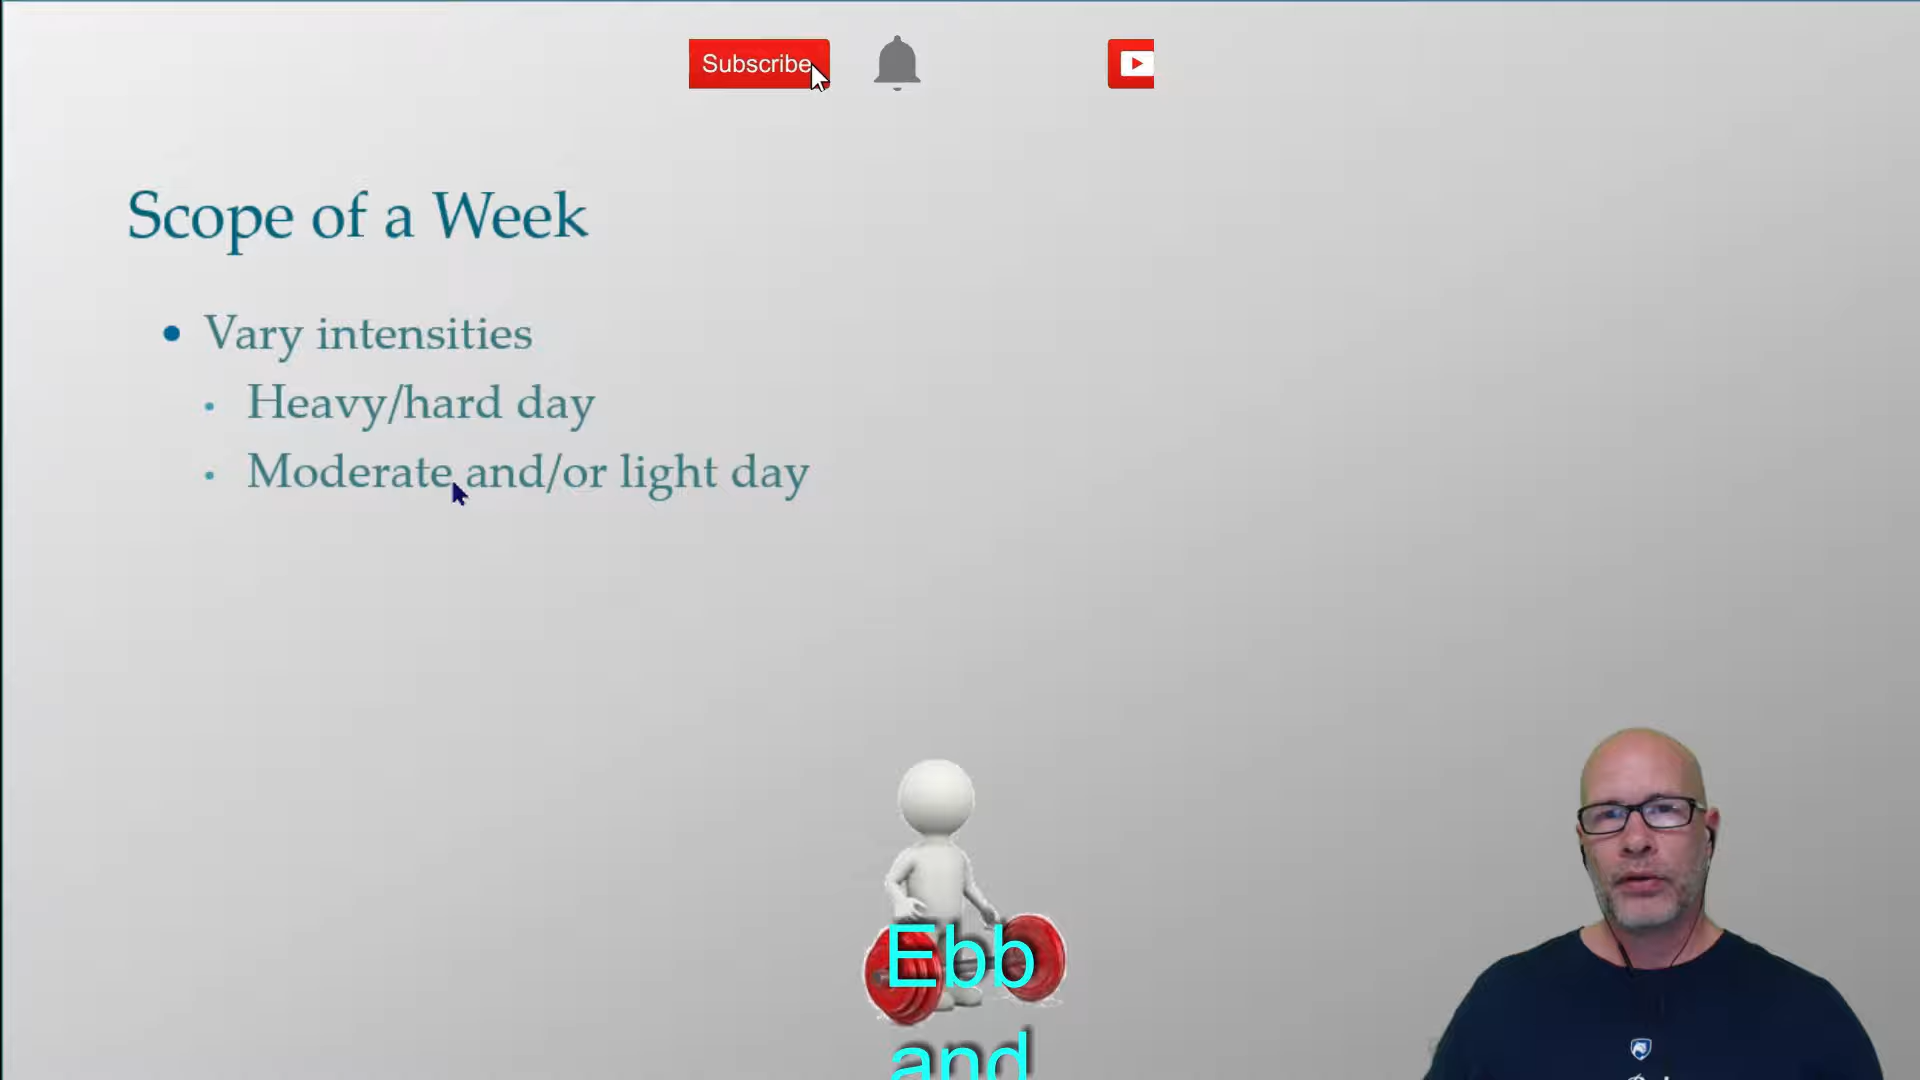 Subscribe
Scope of a Week
• Vary intensities
• Heavy/hard day
• Moderate and/or light day
Ebb
and